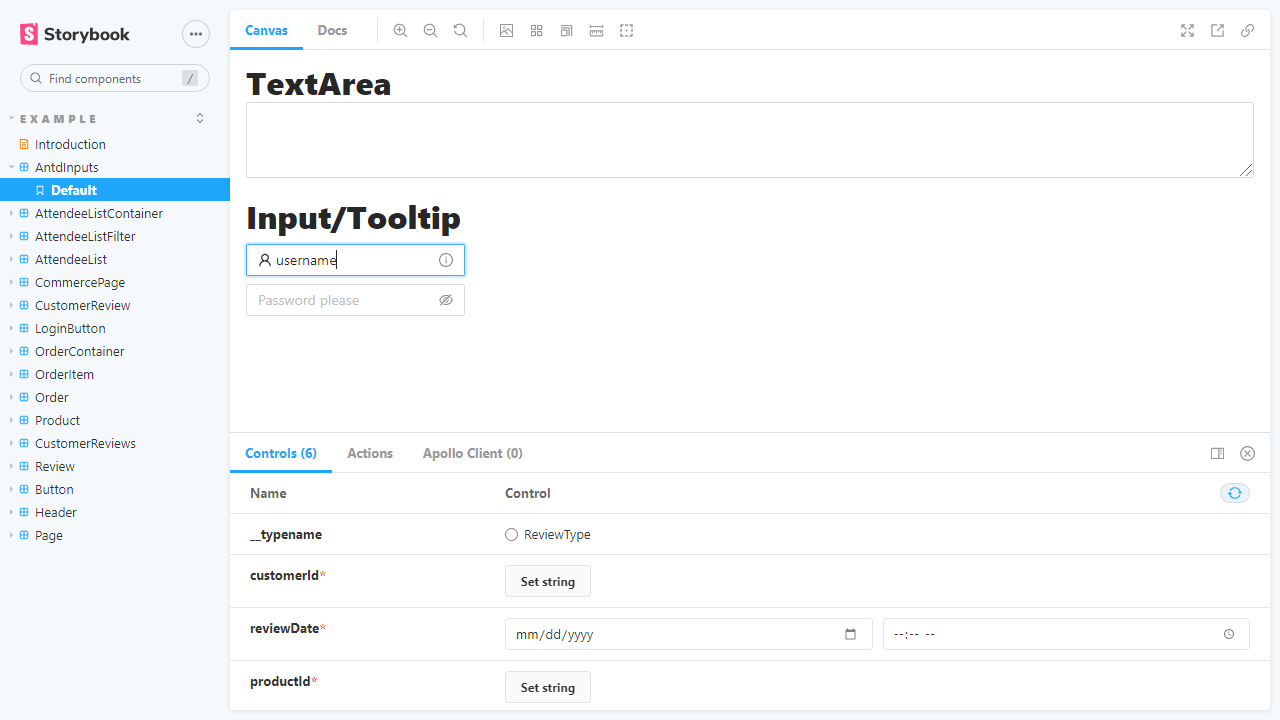 Storybook
Find components
/
EXAMPLE
Introduction
AntdInputs
Default
AttendeeListContainer
AttendeeListFilter
AttendeeList
CommercePage
CustomerReview
LoginButton
OrderContainer
OrderItem
Order
Product
CustomerReviews
Review
Button
Header
Page
Canvas
Docs
TextArea
Input/Tooltip
username
Password please
Controls (6)
Actions
Apollo Client (0)
Name
Control
__typename
ReviewType
customerId*
Set string
reviewDate*
mm/dd/yyyy
--:-- --
productId*
Set string